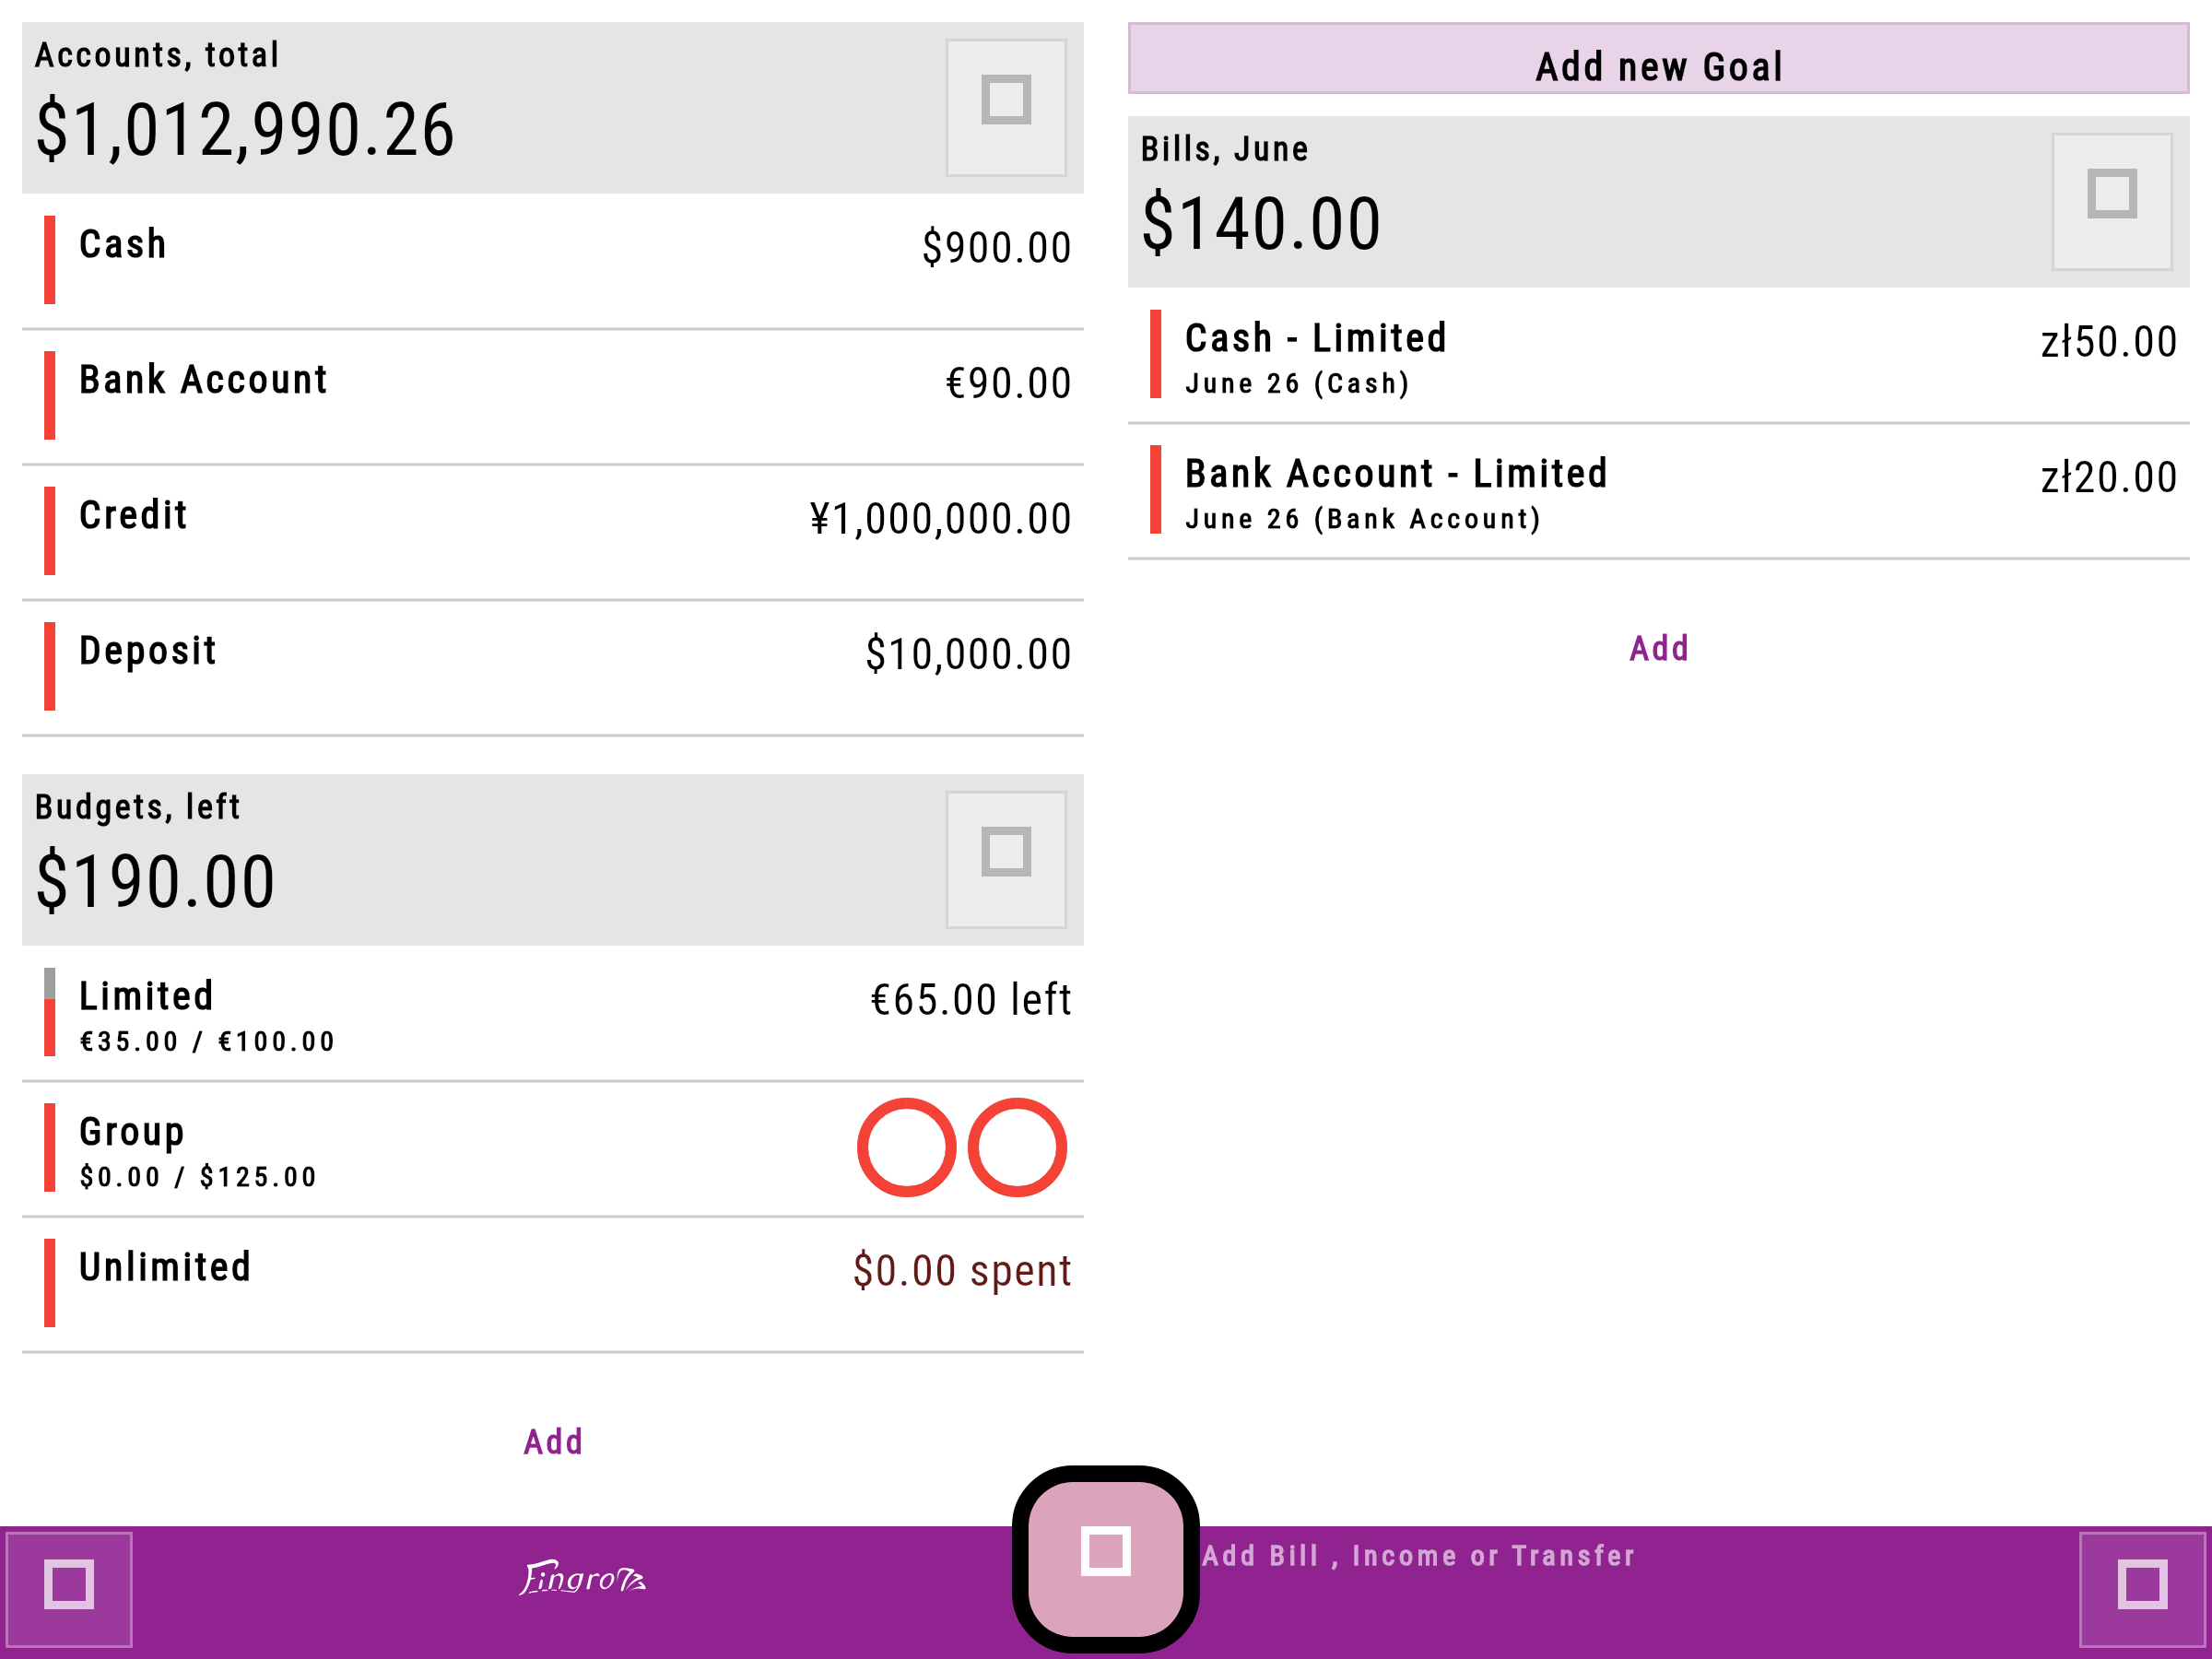 Accounts, total
$1,012,990.26
Cash
$900.00
Bank Account
€90.00
Credit
¥1,000,000.00
Deposit
$10,000.00
Budgets, left
$190.00
Limited
€65.00 left
€35.00 / €100.00
Group
$0.00 / $125.00
Unlimited
$0.00 spent
Add
Add new Goal
Bills, June
$140.00
Cash - Limited
zł50.00
June 26 (Cash)
Bank Account - Limited
zł20.00
June 26 (Bank Account)
Add
Fingro
Add Bill , Income or Transfer